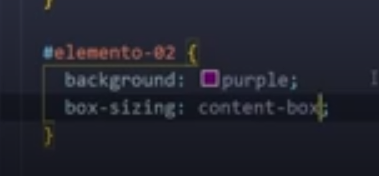 }
#elemento-02 {
background: purple;
box-sizing: content-box;
}